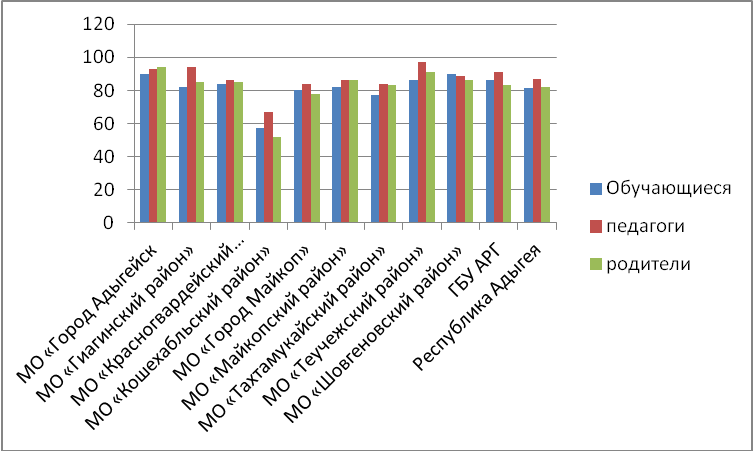 120
100
80
60
40
20
0
МО «Город Адыгейск
МО «Гиагинский район»
МО «Красногвардейский…
МО «Кошехабльский район»
МО «Город Майкоп»
МО «Майкопский район»
МО «Тахтамукайский район»
МО «Теучежский район»
МО «Шовгеновский район»
ГБУ АРГ
Республика Адыгея
Обучающиеся
педагоги
родители